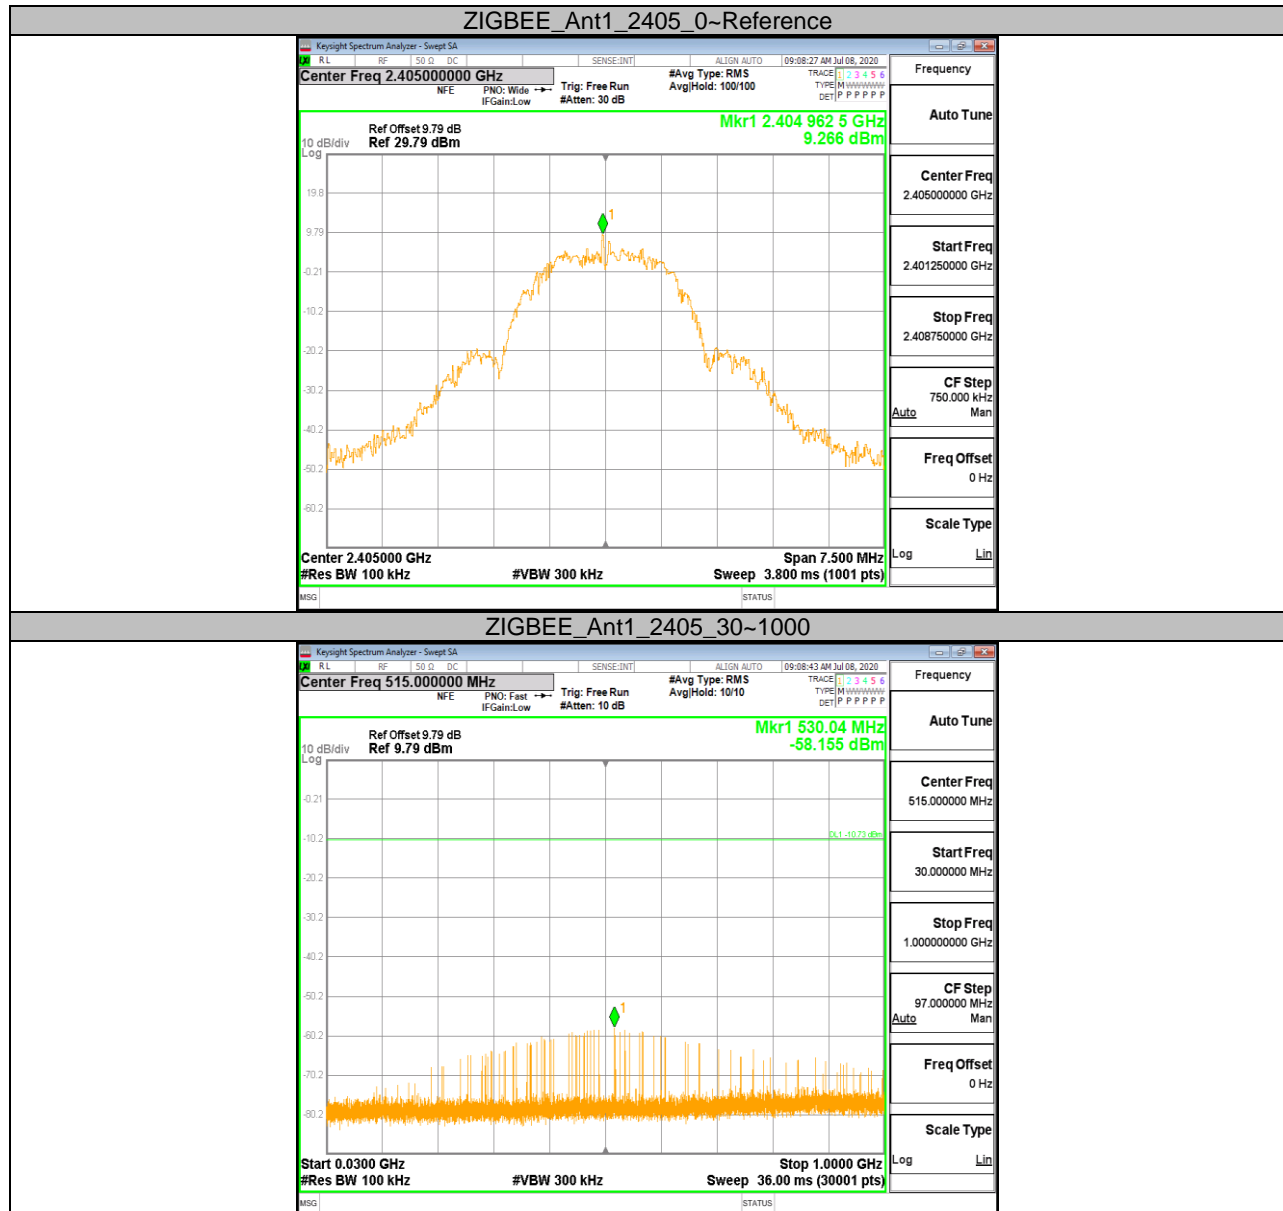 ZIGBEE_Ant1_2405_0~Reference
Keysight Spectrum Analyzer - Swept SA
RL RF 50 Ω DC SENSE:INT ALIGN AUTO 09:08:27 AM Jul 08, 2020
Center Freq 2.405000000 GHz
NFE PNO: Wide IFGain:Low
Trig: Free Run
#Atten: 30 dB
#Avg Type: RMS
Avg|Hold: 100/100
TRACE 1 2 3 4 5 6
TYPE M WWWWW
DET P P P P P P
Mkr1 2.404 962 5 GHz
9.266 dBm
Ref Offset 9.79 dB
10 dB/div Ref 29.79 dBm
Log
19.8
9.79
-0.21
-10.2
-20.2
-30.2
-40.2
-50.2
-60.2
1
Center 2.405000 GHz Span 7.500 MHz
#Res BW 100 kHz #VBW 300 kHz Sweep 3.800 ms (1001 pts)
MSG STATUS
Frequency
Auto Tune
Center Freq
2.405000000 GHz
Start Freq
2.401250000 GHz
Stop Freq
2.408750000 GHz
CF Step
750.000 kHz
Auto Man
Freq Offset
0 Hz
Scale Type
Log Lin
ZIGBEE_Ant1_2405_30~1000
Keysight Spectrum Analyzer - Swept SA
RL RF 50 Ω DC SENSE:INT ALIGN AUTO 09:08:43 AM Jul 08, 2020
Center Freq 515.000000 MHz
NFE PNO: Fast IFGain:Low
Trig: Free Run
#Atten: 10 dB
#Avg Type: RMS
Avg|Hold: 10/10
TRACE 1 2 3 4 5 6
TYPE M WWWWW
DET P P P P P P
Mkr1 530.04 MHz
-58.155 dBm
Ref Offset 9.79 dB
10 dB/div Ref 9.79 dBm
Log
-0.21
-10.2
-20.2
-30.2
-40.2
-50.2
-60.2
-70.2
-80.2
DL1 -10.73 dBm
1
Start 0.0300 GHz Stop 1.0000 GHz
#Res BW 100 kHz #VBW 300 kHz Sweep 36.00 ms (30001 pts)
MSG STATUS
Frequency
Auto Tune
Center Freq
515.000000 MHz
Start Freq
30.000000 MHz
Stop Freq
1.000000000 GHz
CF Step
97.000000 MHz
Auto Man
Freq Offset
0 Hz
Scale Type
Log Lin